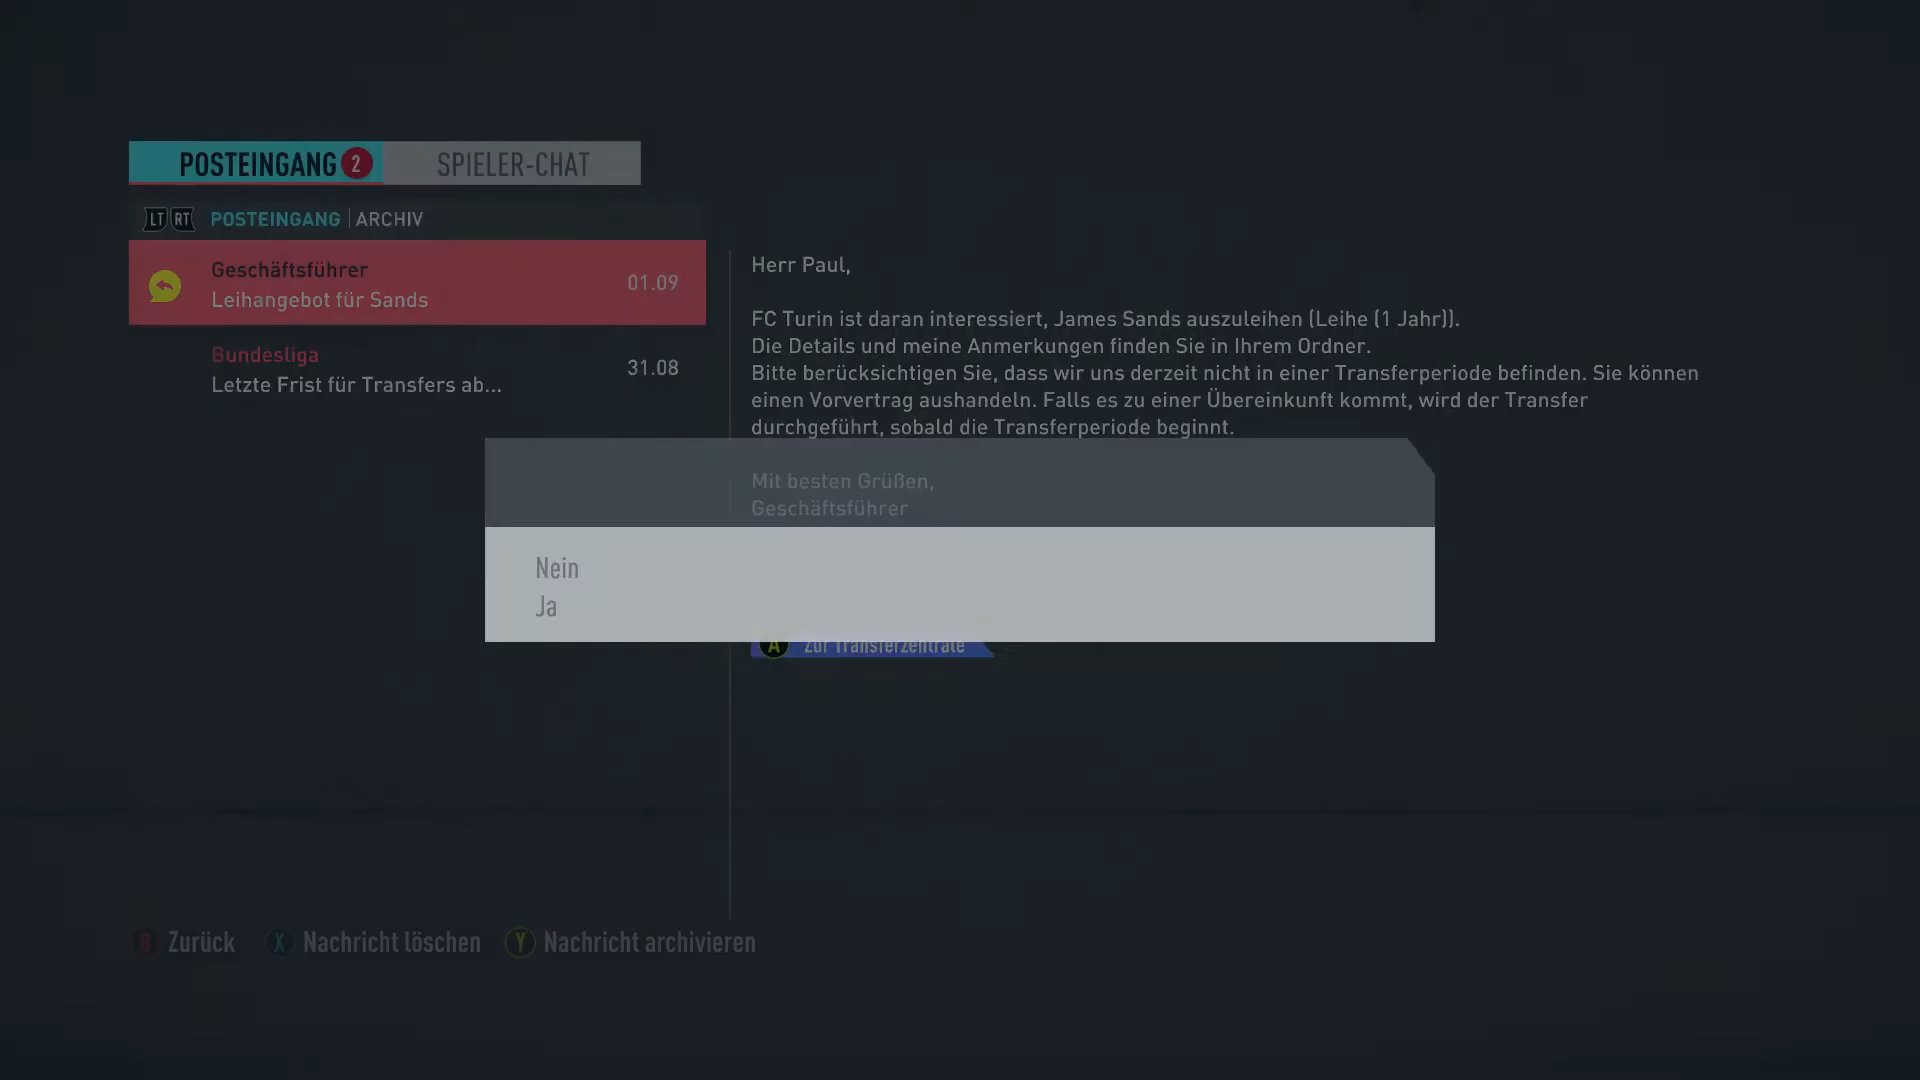 POSTEINGANG 2 SPIELER-CHAT
LT RT POSTEINGANG | ARCHIV
Geschäftsführer
Leihangebot für Sands
01.09
Bundesliga
Letzte Frist für Transfers ab...
31.08
Herr Paul,
FC Turin ist daran interessiert, James Sands auszuleihen (Leihe (1 Jahr)).
Die Details und meine Anmerkungen finden Sie in Ihrem Ordner.
Bitte berücksichtigen Sie, dass wir uns derzeit nicht in einer Transferperiode befinden. Sie können
einen Vorvertrag aushandeln. Falls es zu einer Übereinkunft kommt, wird der Transfer
durchgeführt, sobald die Transferperiode beginnt.
Mit besten Grüßen,
Geschäftsführer
Nein
Ja
A Zur Transferzentrale
B Zurück X Nachricht löschen Y Nachricht archivieren